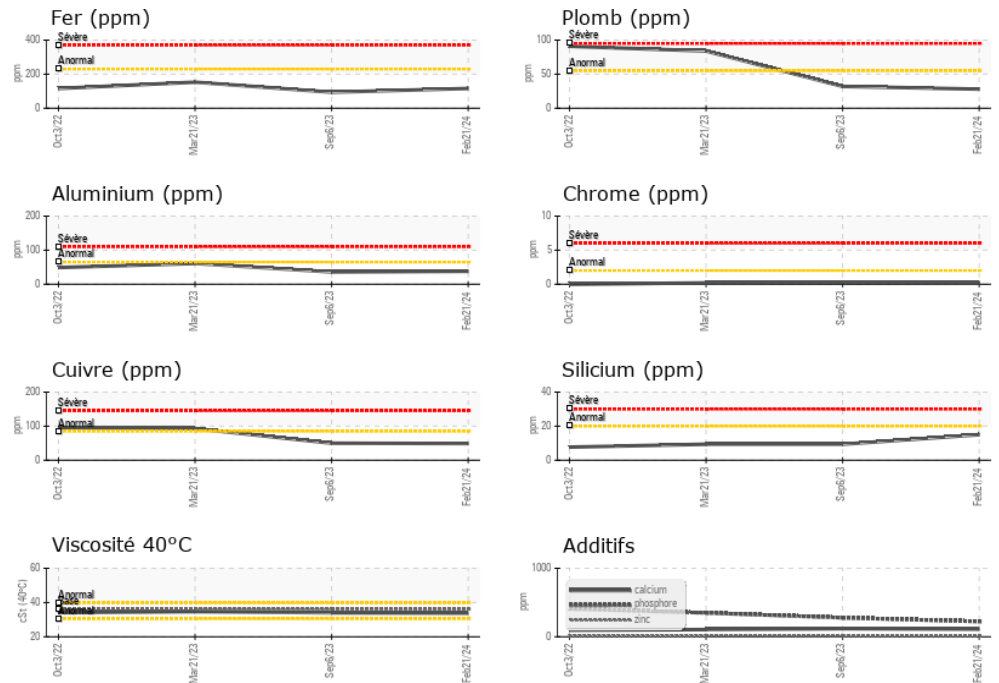 Fer (ppm)
400
200
0
ppm
Sévère
Anormal
Oct3/22
Mar21/23
Sep6/23
Feb21/24
Plomb (ppm)
100
50
0
ppm
Sévère
Anormal
Oct3/22
Mar21/23
Sep6/23
Feb21/24
Aluminium (ppm)
200
100
0
ppm
Sévère
Anormal
Oct3/22
Mar21/23
Sep6/23
Feb21/24
Chrome (ppm)
10
5
0
ppm
Sévère
Anormal
Oct3/22
Mar21/23
Sep6/23
Feb21/24
Cuivre (ppm)
200
100
0
ppm
Sévère
Anormal
Oct3/22
Mar21/23
Sep6/23
Feb21/24
Silicium (ppm)
40
20
0
ppm
Sévère
Anormal
Oct3/22
Mar21/23
Sep6/23
Feb21/24
Viscosité 40°C
60
40
20
cSt (40°C)
Anormal
Base
Anormal
Oct3/22
Mar21/23
Sep6/23
Feb21/24
Additifs
1000
0
ppm
calcium
phosphore
zinc
Oct3/22
Mar21/23
Sep6/23
Feb21/24